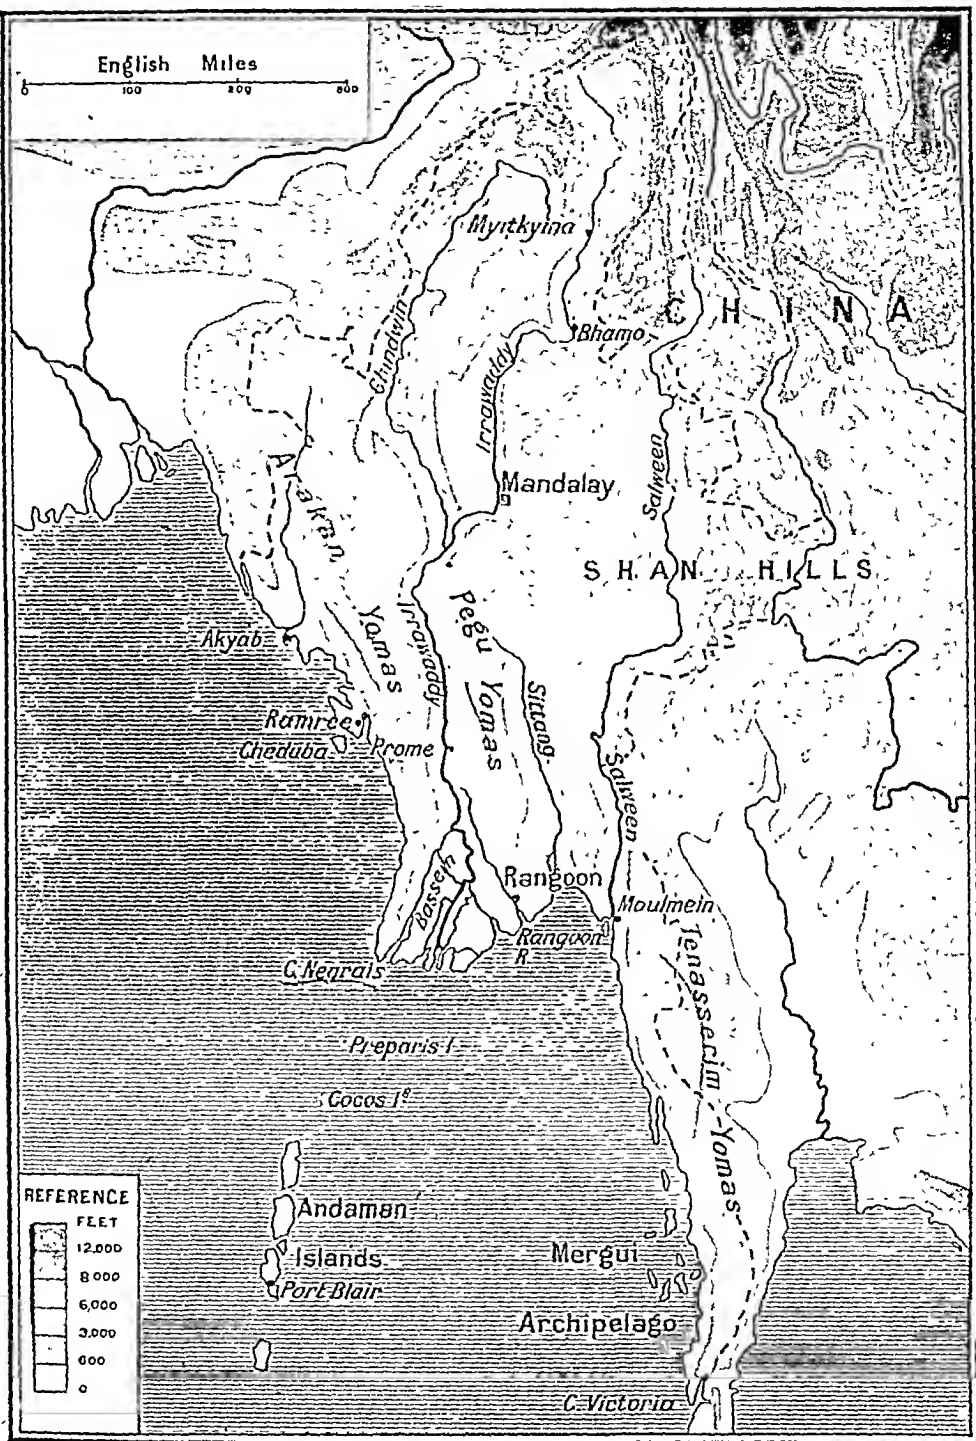 English Miles
0 100 200 300
Myitkyina
CHINA
Chindwin
Bhamo
Irrawaddy
Salween
Mandalay
Arakan Yomas
SHAN HILLS
Irrawaddy
Pegu Yomas
Sittang
Akyab
Ramree
Cheduba
Prome
Salween
Bassein
Rangoon
Moulmein
Rangoon
R.
C. Negrais
Tenasserim Yomas
Preparis I
Cocos Is
REFERENCE
FEET
12,000
8000
6,000
3,000
600
0
Andaman
Islands
Port Blair
Mergui
Archipelago
C. Victoria